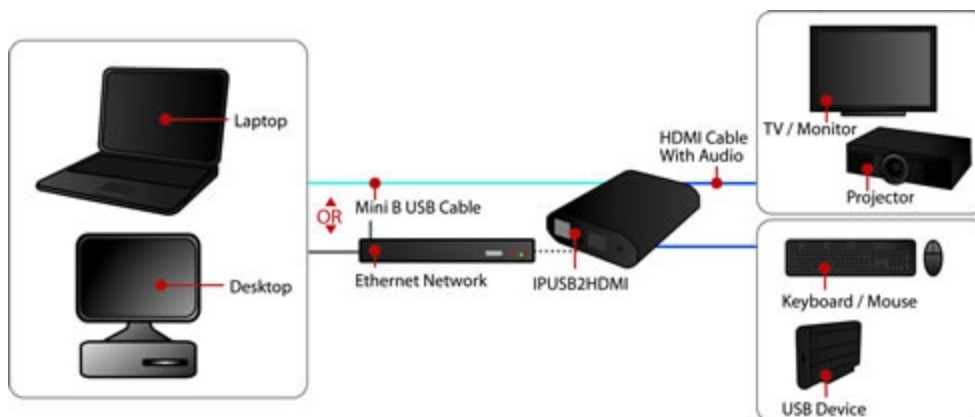 Laptop
Desktop
OR
Mini B USB Cable
Ethernet Network
IPUSB2HDMI
HDMI Cable
With Audio
TV / Monitor
Projector
Keyboard / Mouse
USB Device